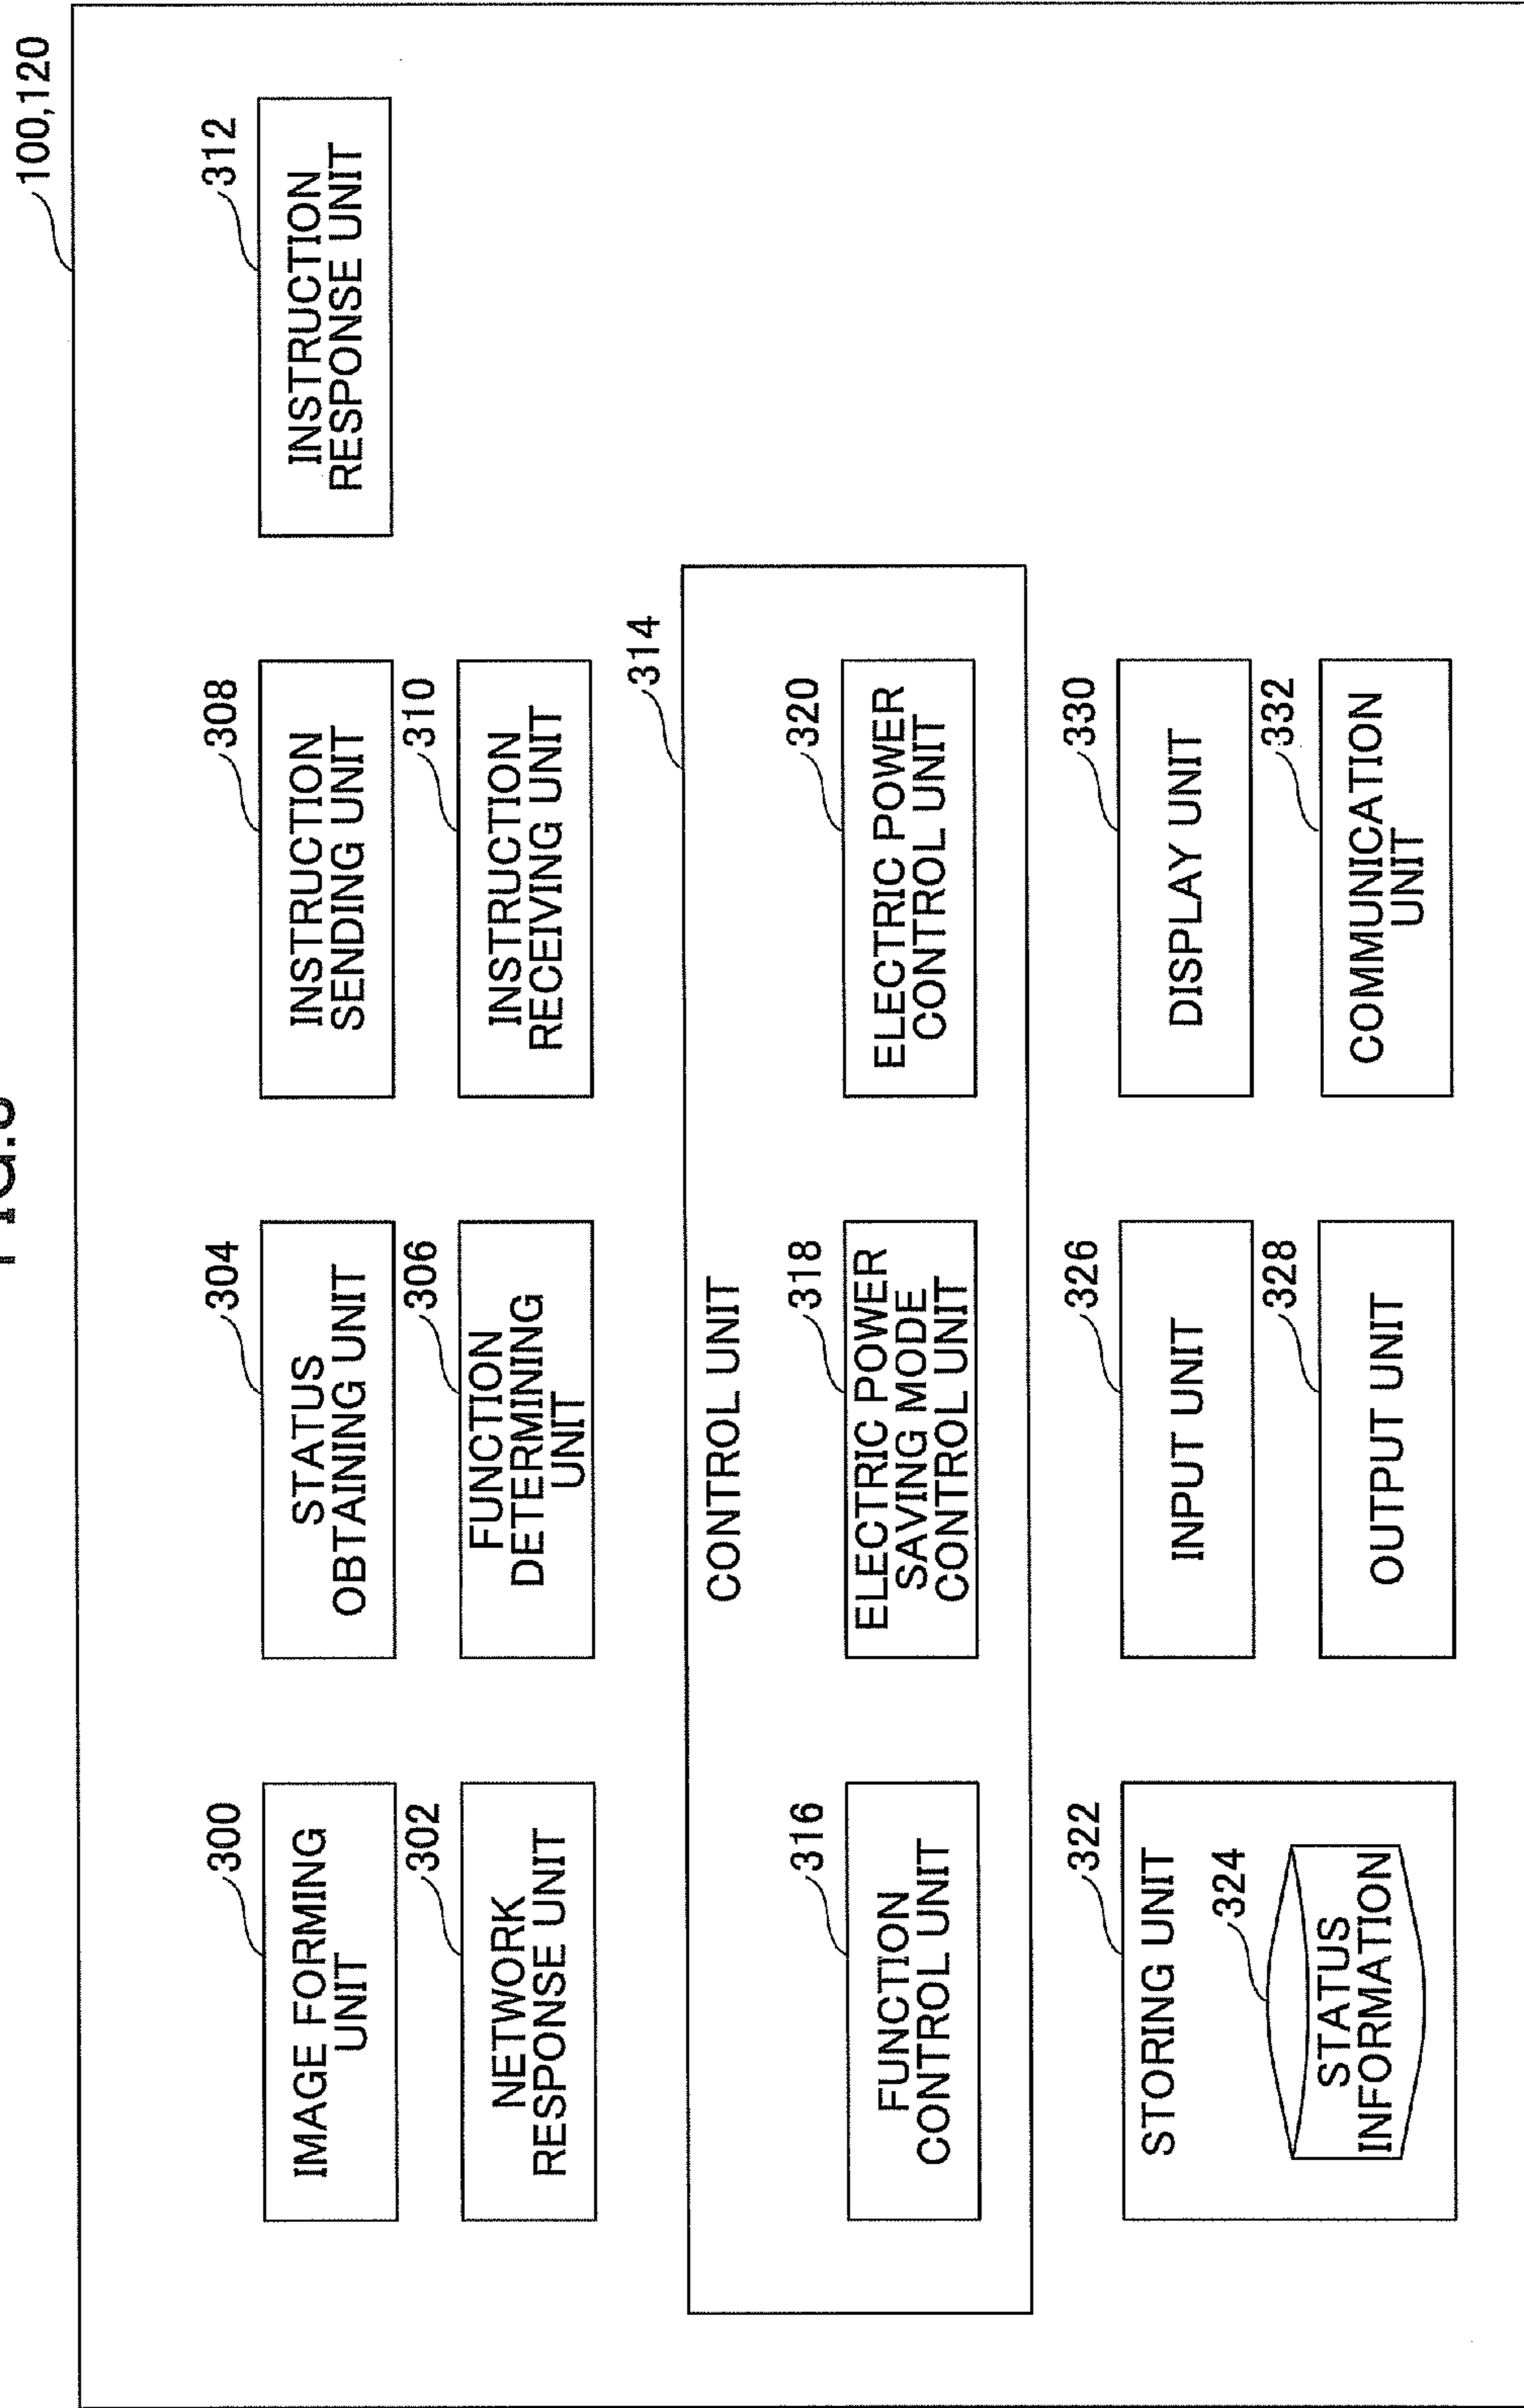 100,120
300
304
308
312
IMAGE FORMING
UNIT
STATUS
OBTAINING UNIT
INSTRUCTION
SENDING UNIT
INSTRUCTION
RESPONSE UNIT
302
306
310
NETWORK
RESPONSE UNIT
FUNCTION
DETERMINING
UNIT
INSTRUCTION
RECEIVING UNIT
314
CONTROL UNIT
316
318
320
FUNCTION
CONTROL UNIT
ELECTRIC POWER
SAVING MODE
CONTROL UNIT
ELECTRIC POWER
CONTROL UNIT
322
326
330
STORING UNIT
INPUT UNIT
DISPLAY UNIT
324
328
332
STATUS
INFORMATION
OUTPUT UNIT
COMMUNICATION
UNIT